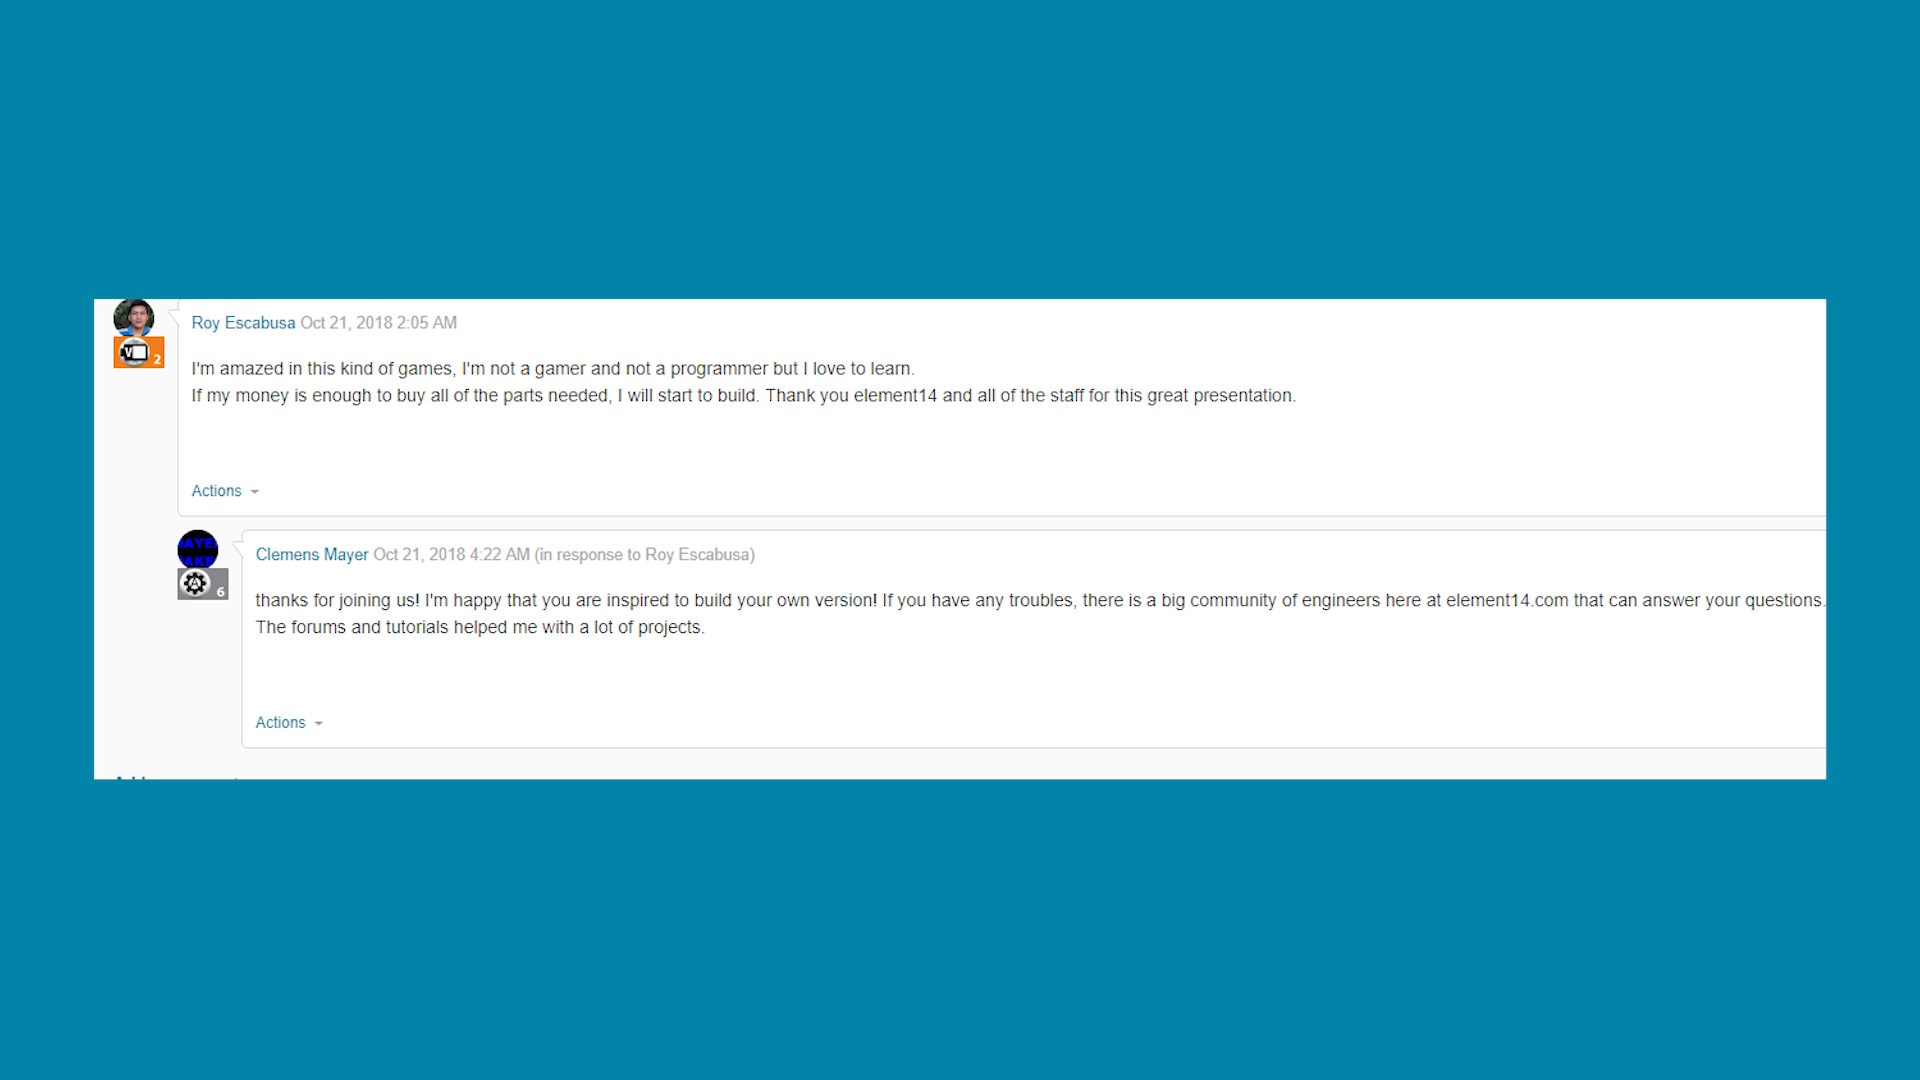 Roy Escabusa Oct 21, 2018 2:05 AM
2
I'm amazed in this kind of games, I'm not a gamer and not a programmer but I love to learn.
If my money is enough to buy all of the parts needed, I will start to build. Thank you element14 and all of the staff for this great presentation.
Actions
Clemens Mayer Oct 21, 2018 4:22 AM (in response to Roy Escabusa)
6
thanks for joining us! I'm happy that you are inspired to build your own version! If you have any troubles, there is a big community of engineers here at element14.com that can answer your questions.
The forums and tutorials helped me with a lot of projects.
Actions